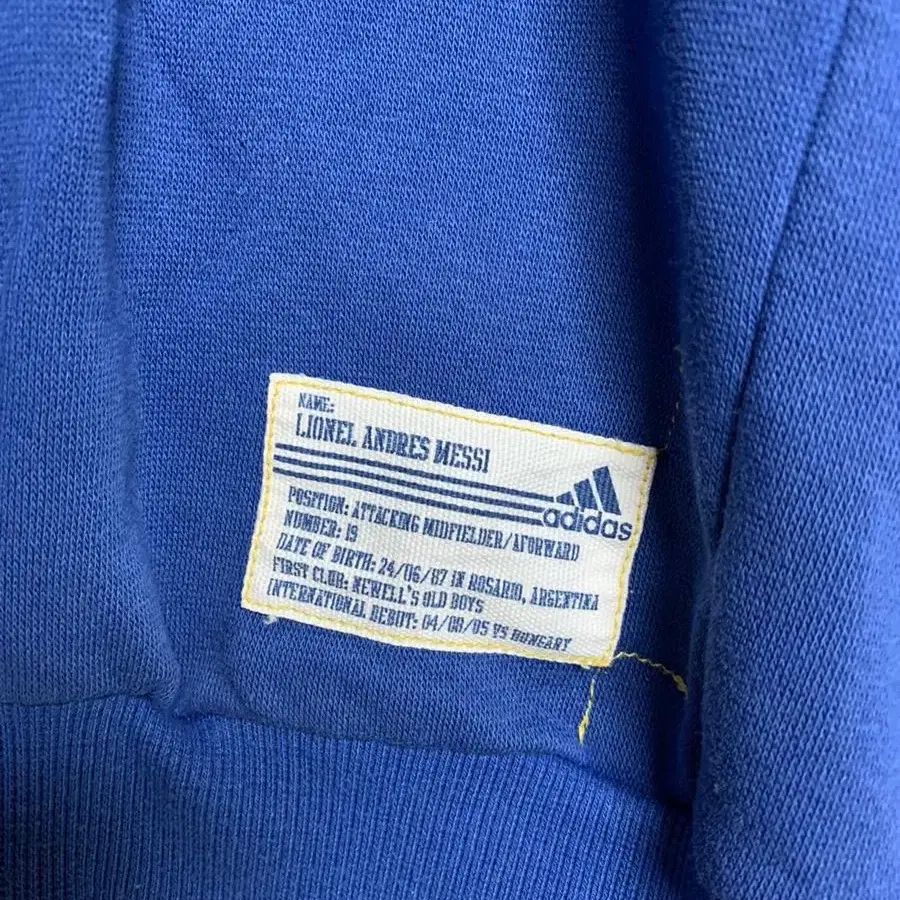 NAME:
LIONEL ANDRES MESSI
adidas
POSITION: ATTACKING MIDFIELDER/AFORWARD
NUMBER: 19
DATE OF BIRTH: 24/06/87 IN ROSARIO, ARGENTINA
FIRST CLUB: NEWELL'S OLD BOYS
INTERNATIONAL DEBUT: 04/08/05 VS HUNGARY